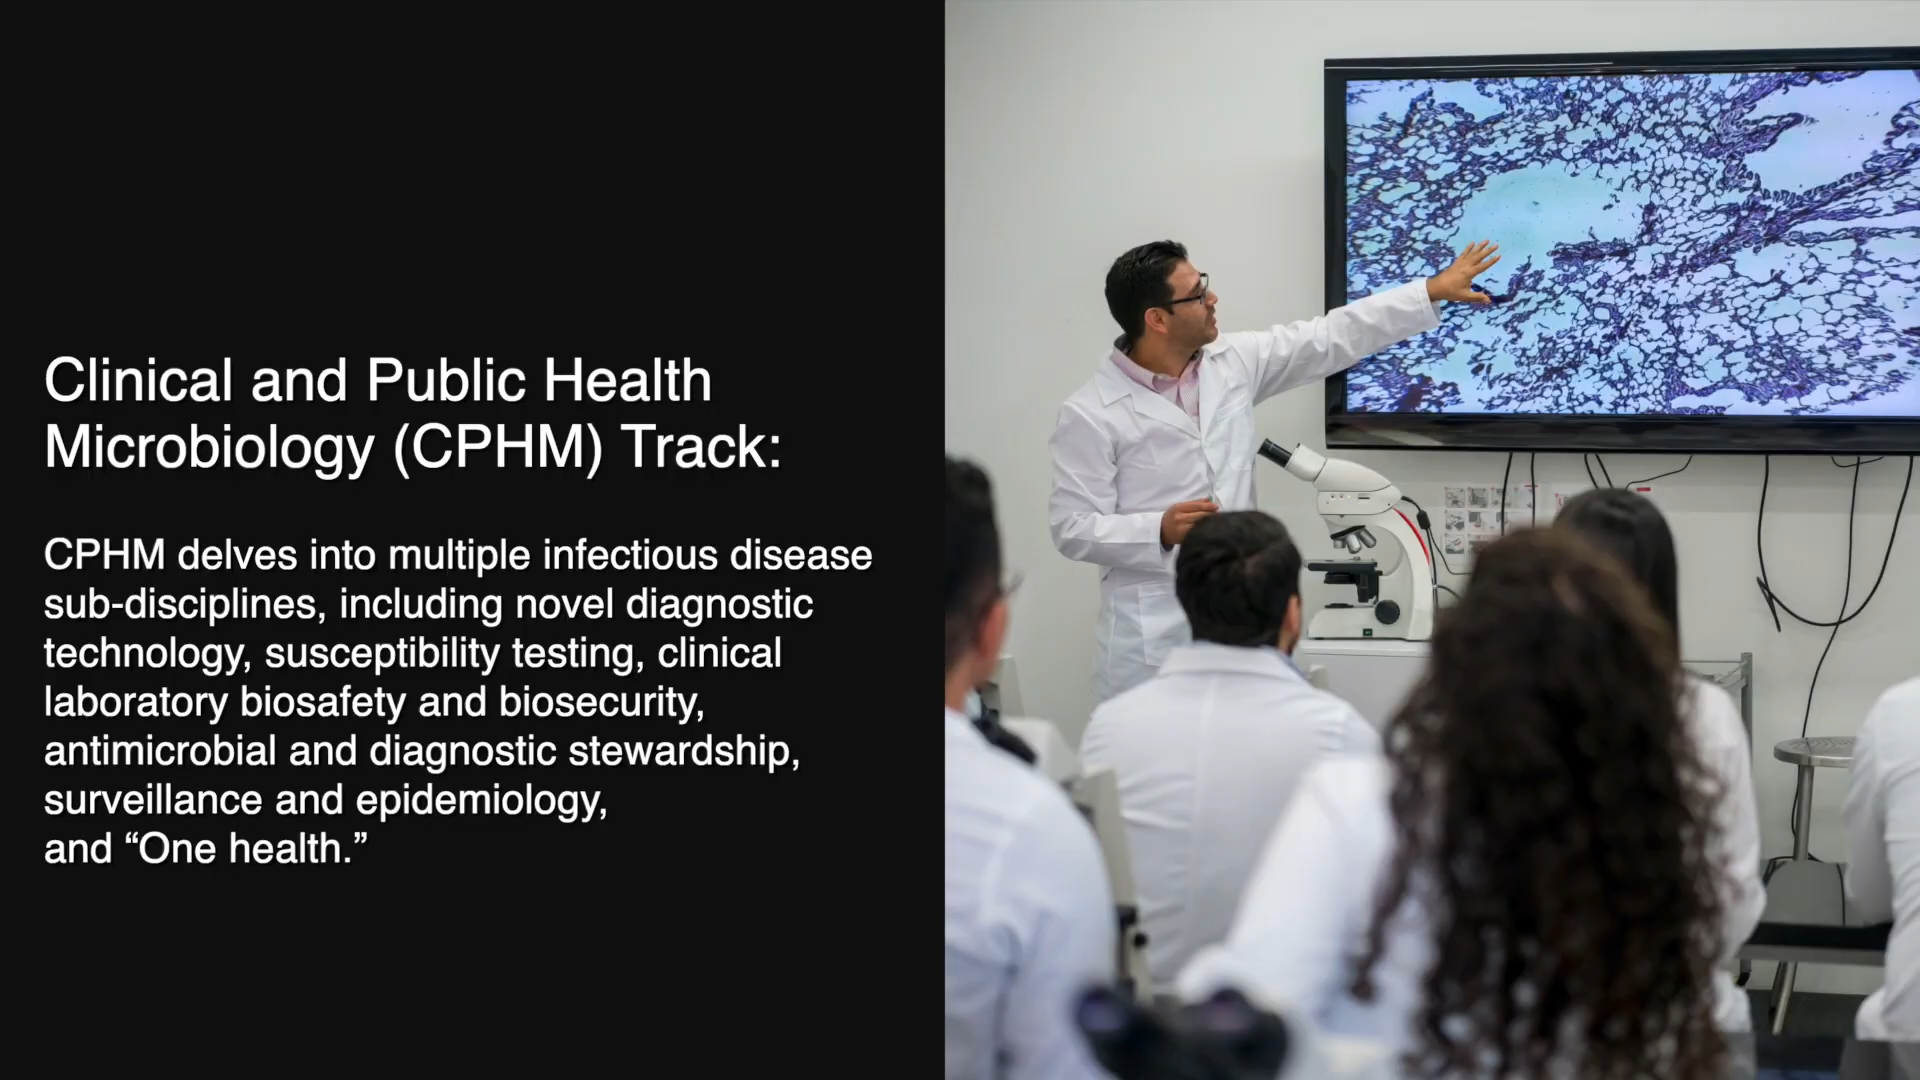 Clinical and Public Health
Microbiology (CPHM) Track:
CPHM delves into multiple infectious disease
sub-disciplines, including novel diagnostic
technology, susceptibility testing, clinical
laboratory biosafety and biosecurity,
antimicrobial and diagnostic stewardship,
surveillance and epidemiology,
and “One health.”